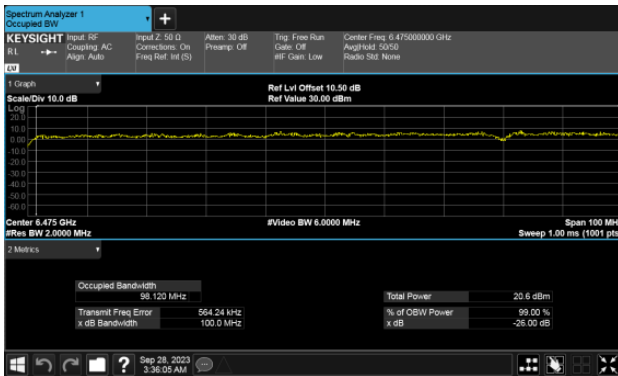 Spectrum Analyzer 1
Occupied BW
KEYSIGHT
Input: RF
Coupling: AC
Align: Auto
Input Z: 50 Ω
Corrections: On
Freq Ref: Int (S)
Atten: 30 dB
Preamp: Off
Trig: Free Run
Gate: Off
#IF Gain: Low
Center Freq: 6.475000000 GHz
Avg|Hold: 50/50
Radio Std: None
R L
LXI
1 Graph
Scale/Div 10.0 dB
Ref Lvl Offset 10.50 dB
Ref Value 30.00 dBm
Log
20.0
10.0
0.00
-10.0
-20.0
-30.0
-40.0
-50.0
-60.0
Center 6.475 GHz
#Res BW 2.0000 MHz
#Video BW 6.0000 MHz
Span 100 MH
Sweep 1.00 ms (1001 pts
2 Metrics
Occupied Bandwidth
98.120 MHz
Transmit Freq Error 564.24 kHz
x dB Bandwidth 100.0 MHz
Total Power 20.6 dBm
% of OBW Power 99.00 %
x dB -26.00 dB
?
Sep 28, 2023
3:36:05 AM